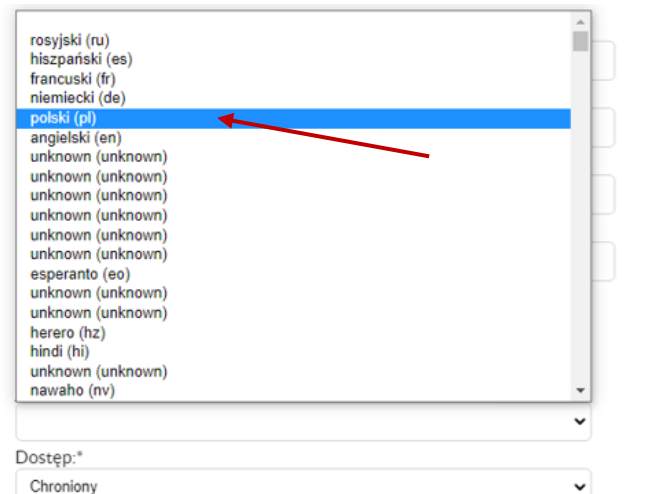 rosyjski (ru)
hiszpański (es)
francuski (fr)
niemiecki (de)
polski (pl)
angielski (en)
unknown (unknown)
unknown (unknown)
unknown (unknown)
unknown (unknown)
unknown (unknown)
unknown (unknown)
esperanto (eo)
unknown (unknown)
unknown (unknown)
herero (hz)
hindi (hi)
unknown (unknown)
nawaho (nv)
Dostęp:*
Chroniony